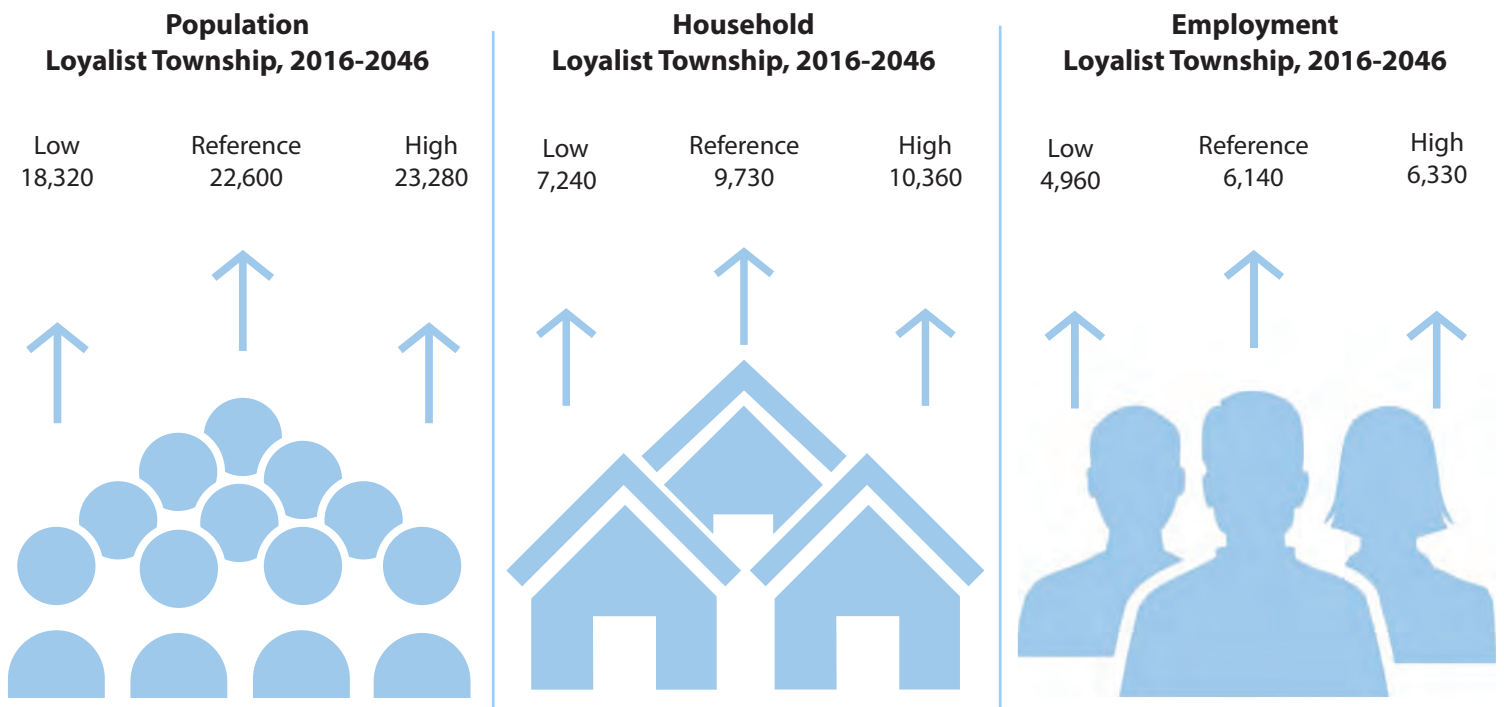 Population
Loyalist Township, 2016-2046
Low
18,320
Reference
22,600
High
23,280
Household
Loyalist Township, 2016-2046
Low
7,240
Reference
9,730
High
10,360
Employment
Loyalist Township, 2016-2046
Low
4,960
Reference
6,140
High
6,330